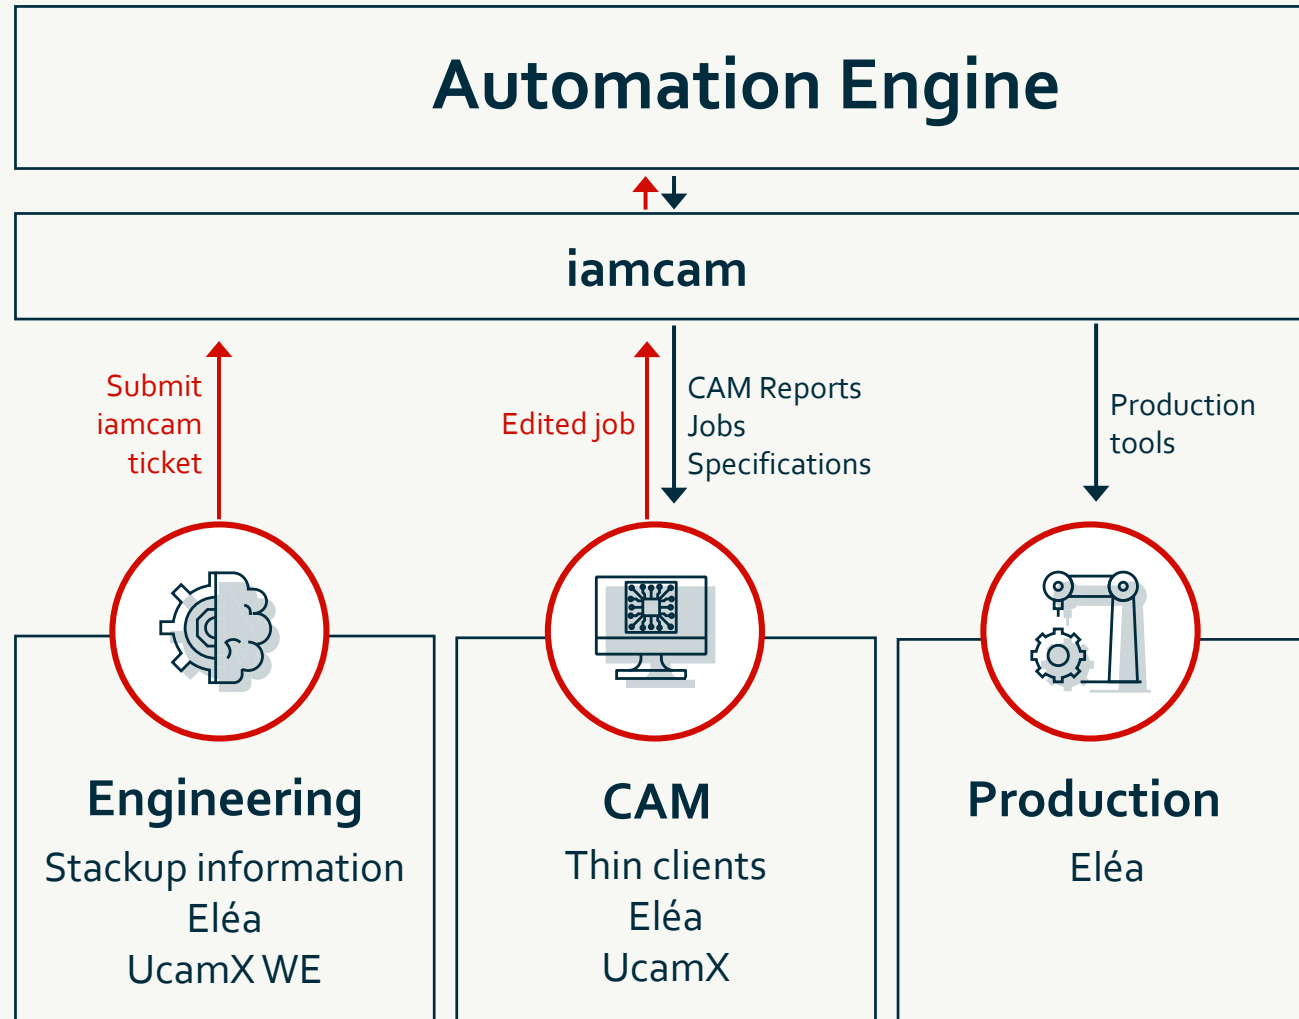 Automation Engine
iamcam
Submit
iamcam
ticket
Edited job
CAM Reports
Jobs
Specifications
Production
tools
Engineering
Stackup information
Eléa
UcamX WE
CAM
Thin clients
Eléa
UcamX
Production
Eléa